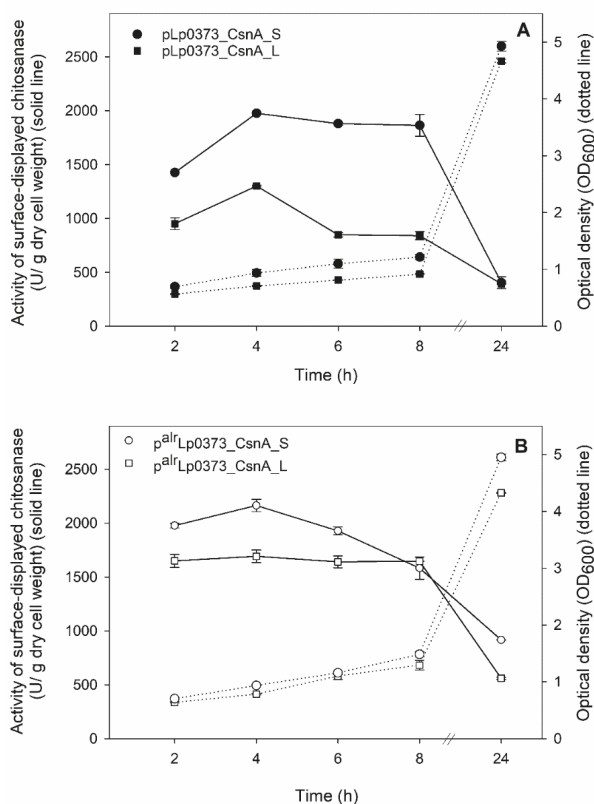 A
pLp0373_CsnA_S
pLp0373_CsnA_L
Activity of surface-displayed chitosanase
(U/ g dry cell weight) (solid line)
2500
2000
1500
1000
500
0
5
4
3
2
1
0
Optical density (OD600) (dotted line)
2 4 6 8 24
Time (h)
B
palrLp0373_CsnA_S
palrLp0373_CsnA_L
Activity of surface-displayed chitosanase
(U/ g dry cell weight) (solid line)
2500
2000
1500
1000
500
0
5
4
3
2
1
0
Optical density (OD600) (dotted line)
2 4 6 8 24
Time (h)